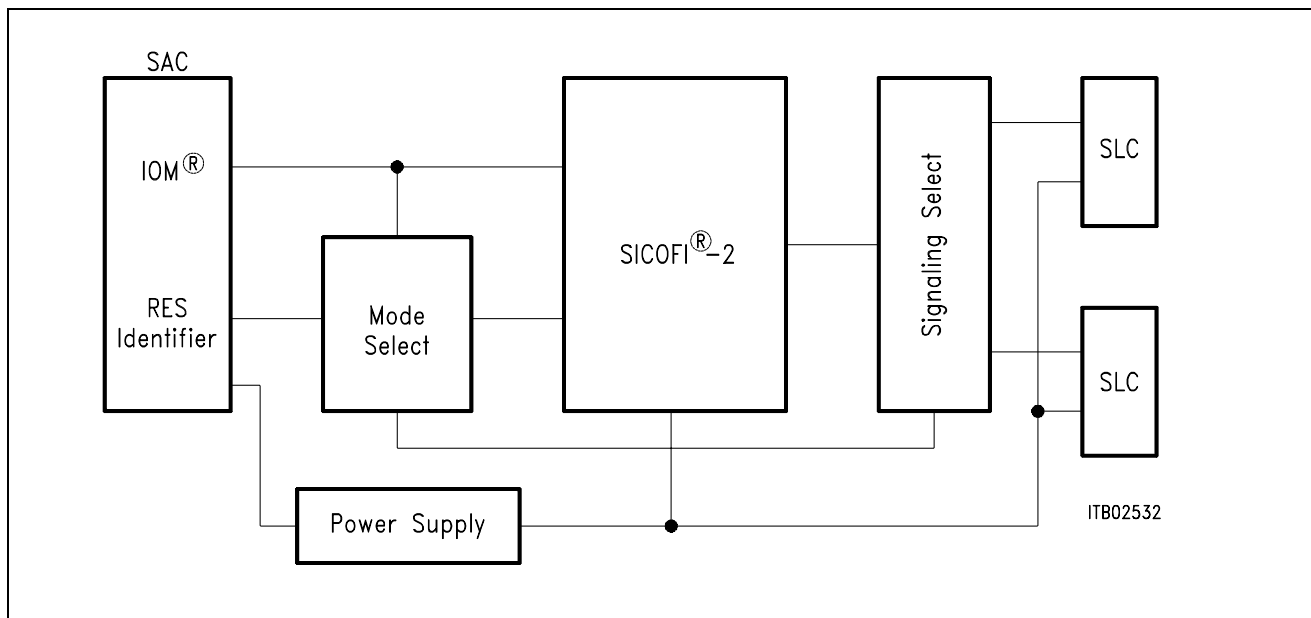 SAC
IOM®
RES
Identifier
Mode
Select
SICOFI®-2
Signaling Select
SLC
SLC
Power Supply
ITB02532